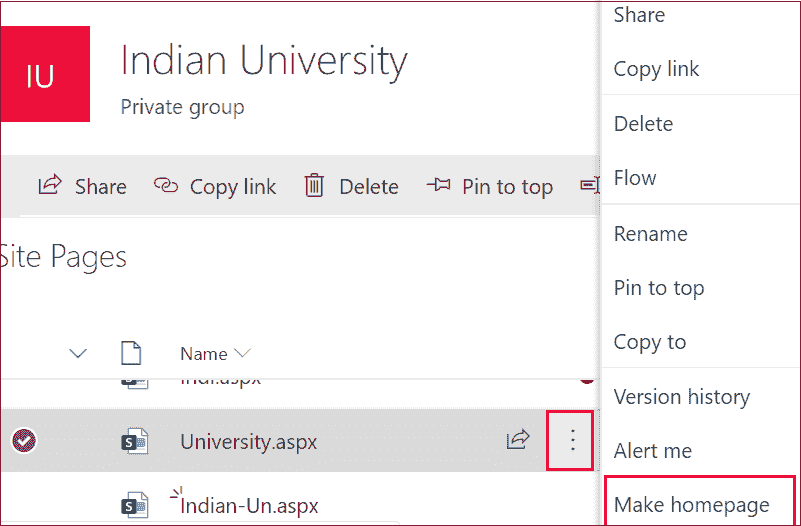 IU
Indian University
Private group
Share Copy link Delete Pin to top
Site Pages
Name
Indi.aspx
University.aspx
Indian-Un.aspx
Share
Copy link
Delete
Flow
Rename
Pin to top
Copy to
Version history
Alert me
Make homepage